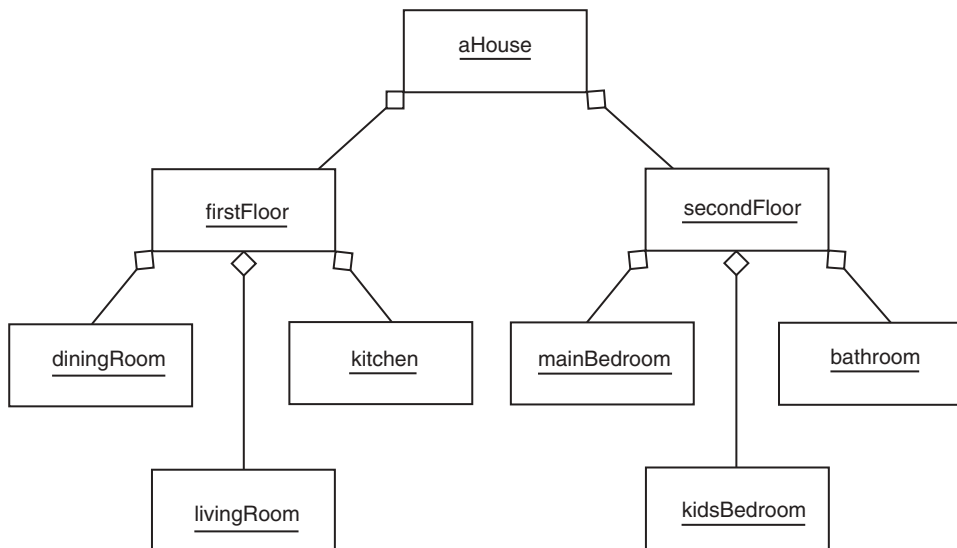 aHouse
firstFloor
secondFloor
diningRoom
kitchen
mainBedroom
bathroom
livingRoom
kidsBedroom